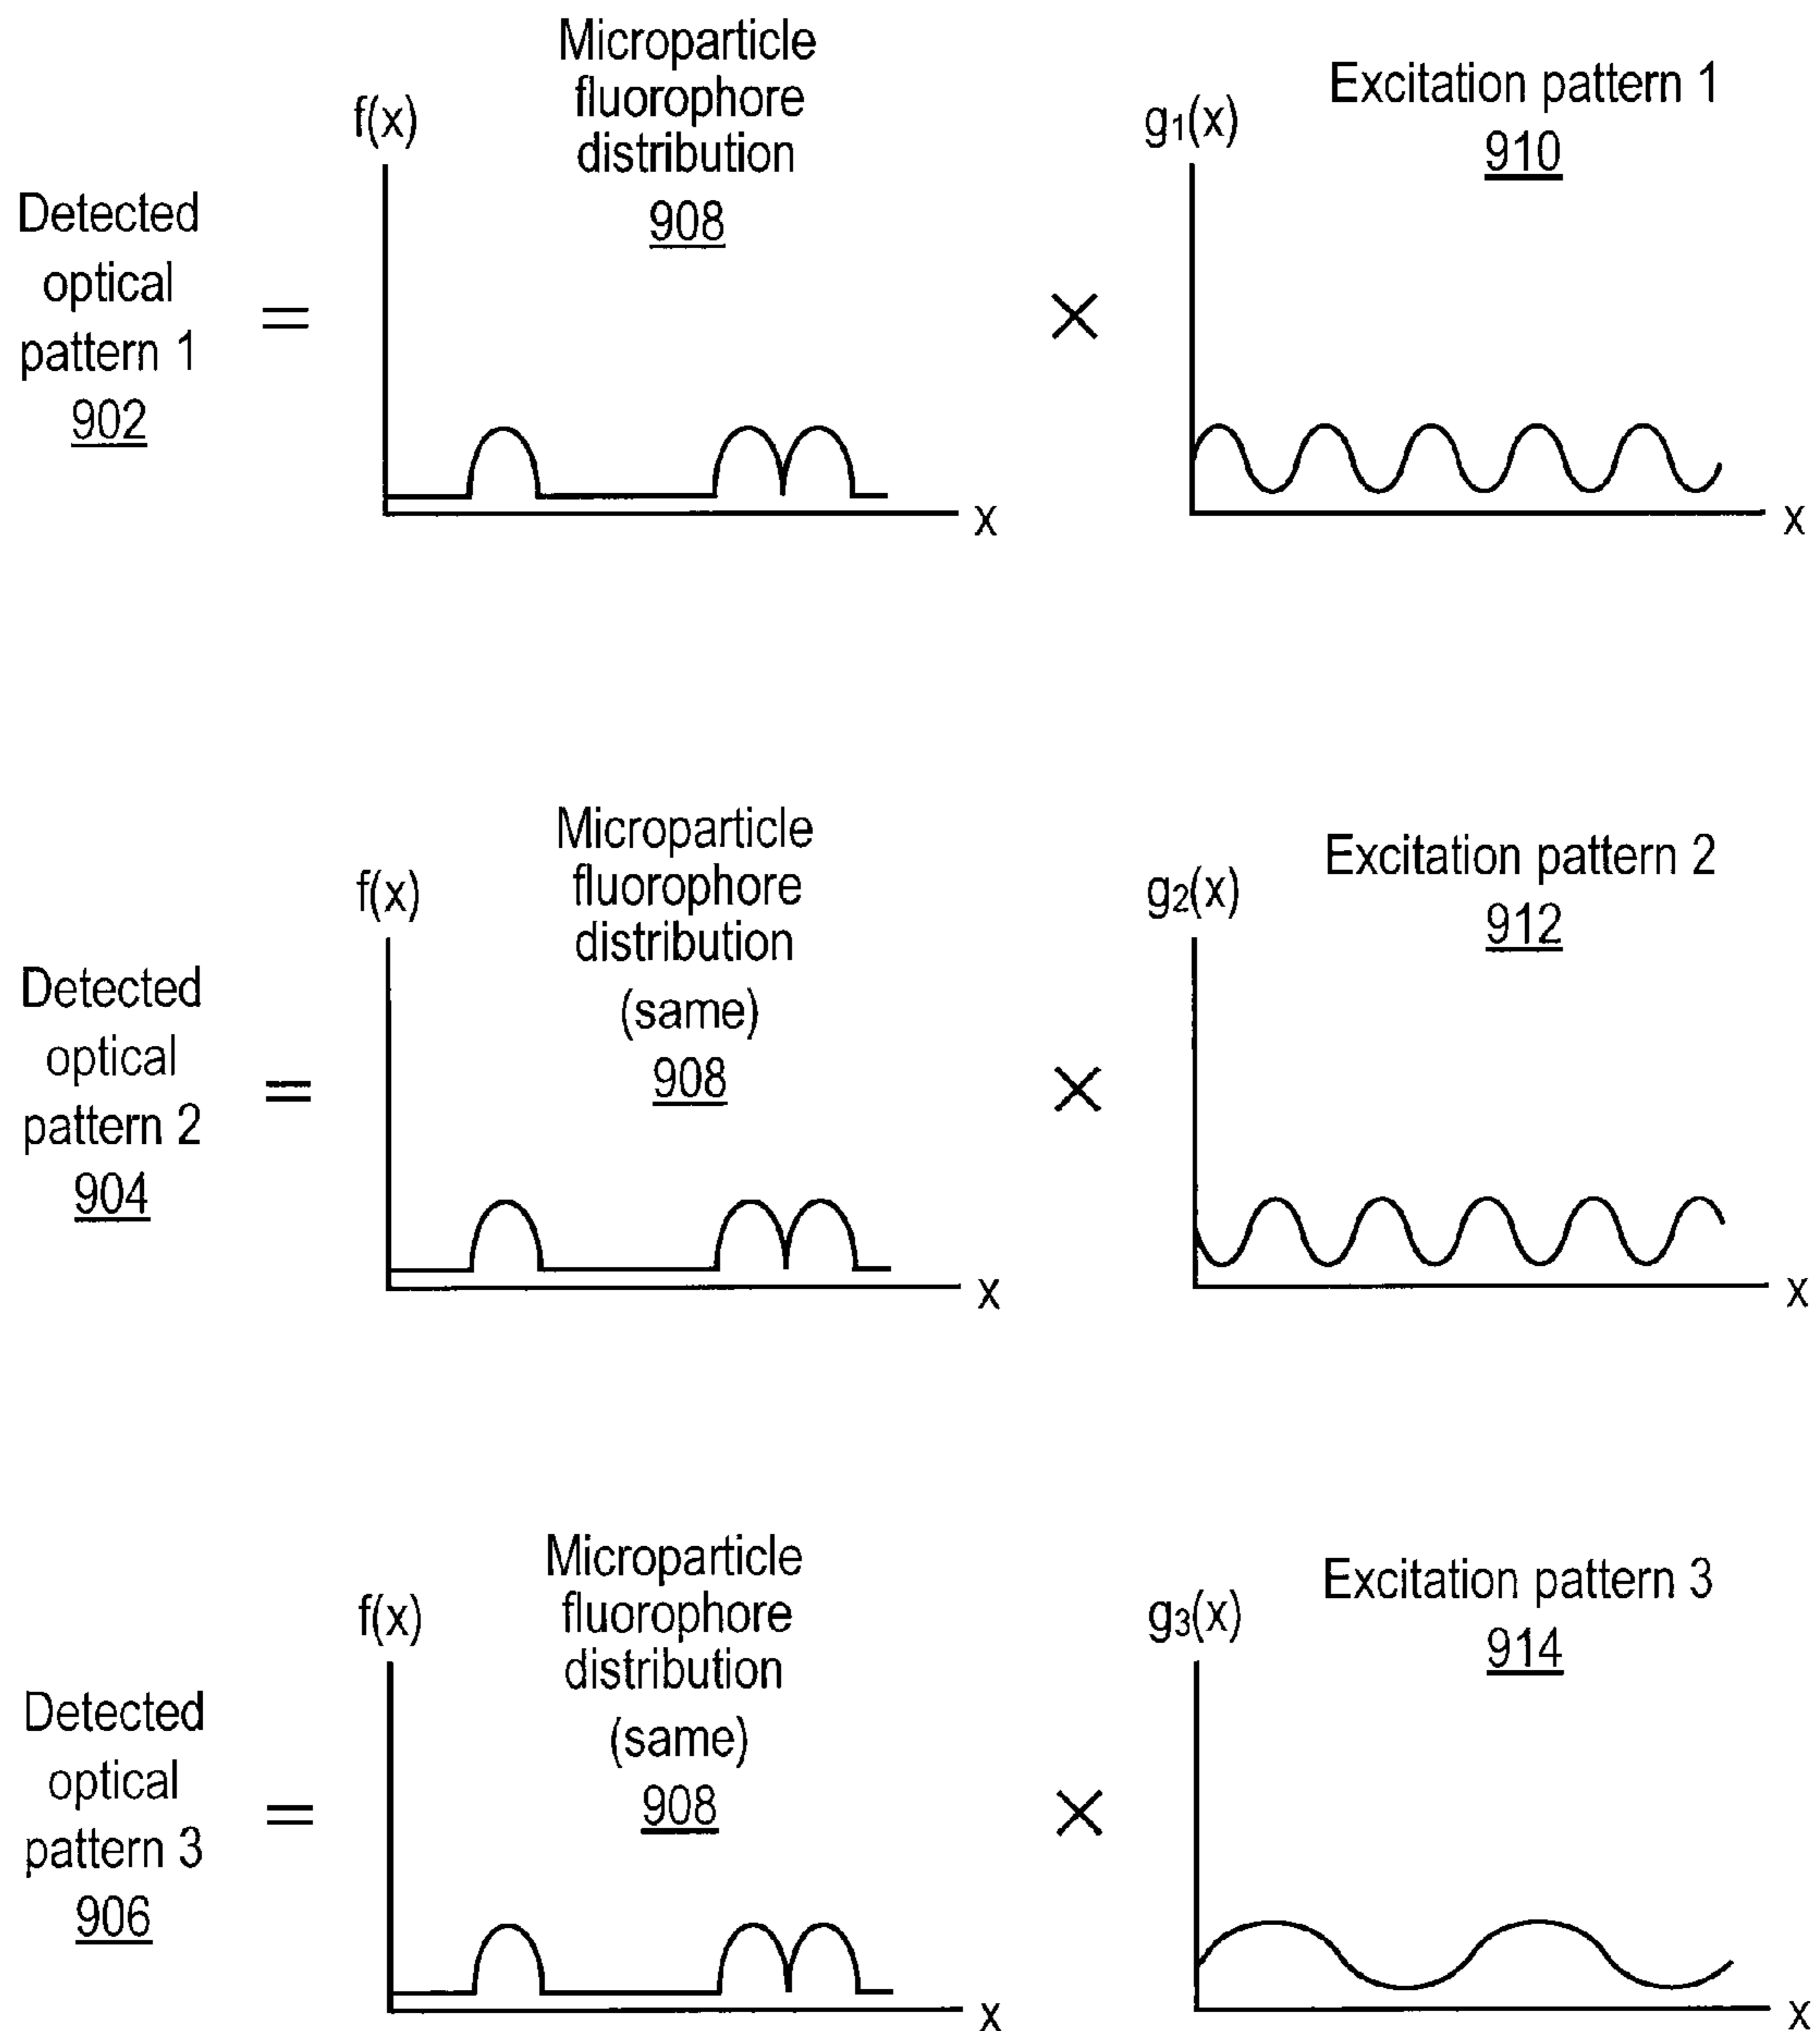 Detected
optical
pattern 1
902
=
f(x)
Microparticle
fluorophore
distribution
908
x
×
g₁(x)
Excitation pattern 1
910
x
Detected
optical
pattern 2
904
=
f(x)
Microparticle
fluorophore
distribution
(same)
908
x
×
g₂(x)
Excitation pattern 2
912
x
Detected
optical
pattern 3
906
=
f(x)
Microparticle
fluorophore
distribution
(same)
908
x
×
g₃(x)
Excitation pattern 3
914
x